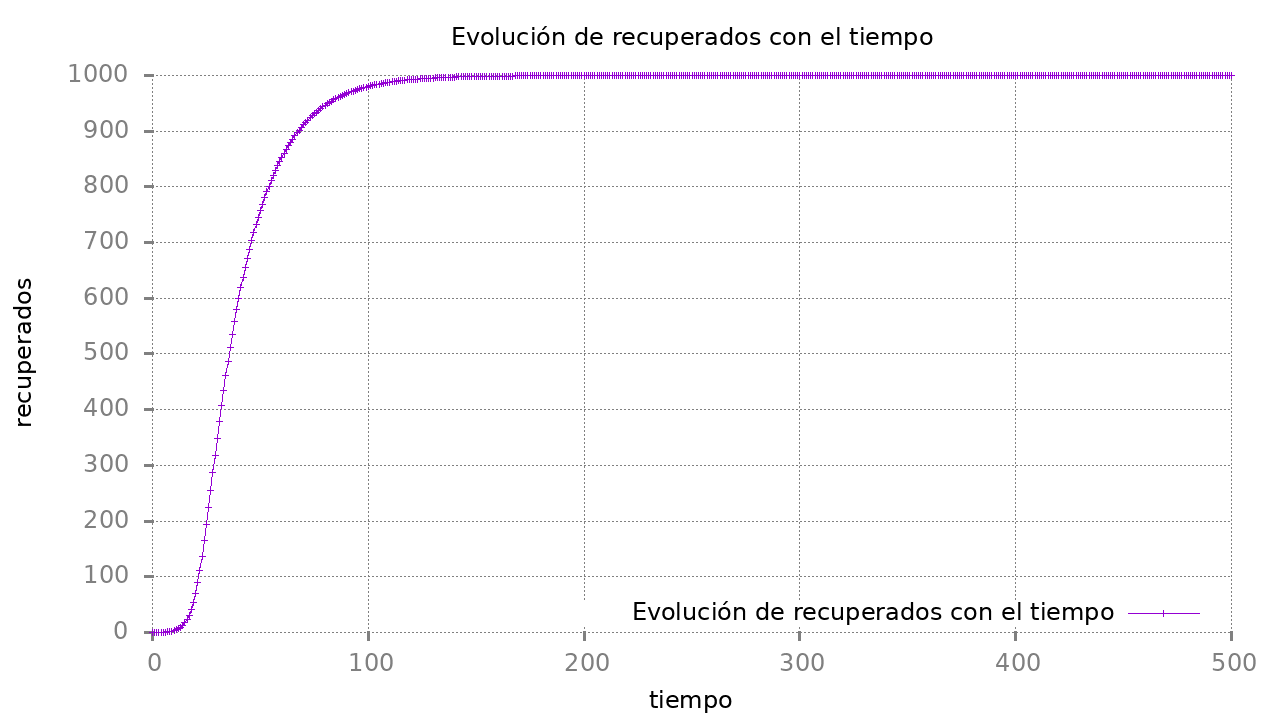 Evolución de recuperados con el tiempo
1000
900
800
700
600
500
400
300
200
100
0
recuperados
Evolución de recuperados con el tiempo
0 100 200 300 400 500
tiempo